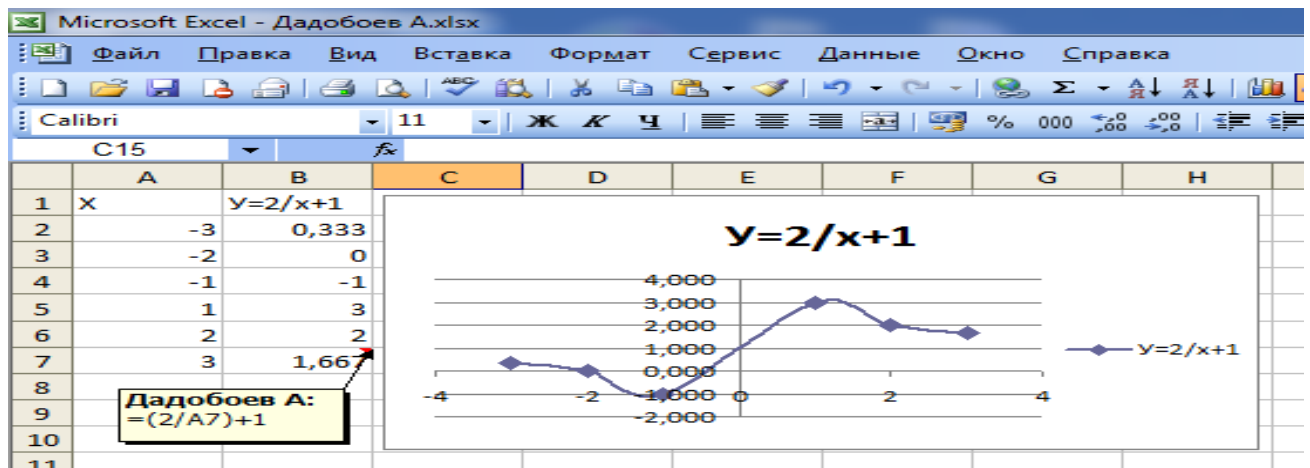 Microsoft Excel - Дадобоев А.xlsx
Файл Правка Вид Вставка Формат Сервис Данные Окно Справка
ABC Σ А Я Я А
Calibri 11 Ж К Ч % 000 ,00 ,00
C15 fx
A B C D E F G H
1 X У=2/x+1
2 -3 0,333
3 -2 0
4 -1 -1
5 1 3
6 2 2
7 3 1,667
8
9
10
11
Дадобоев А:
=(2/A7)+1
У=2/x+1
4,000
3,000
2,000
1,000
0,000
-1,000
-2,000
-4 -2 0 2 4
У=2/x+1